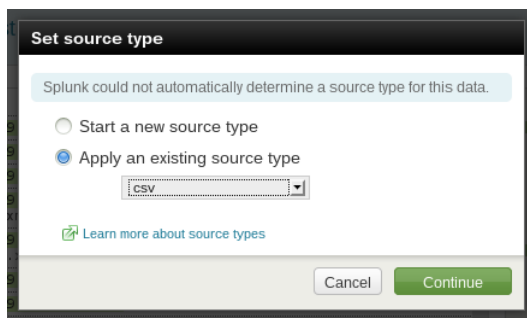 Set source type
Splunk could not automatically determine a source type for this data.
Start a new source type
Apply an existing source type
csv
Learn more about source types
Cancel
Continue